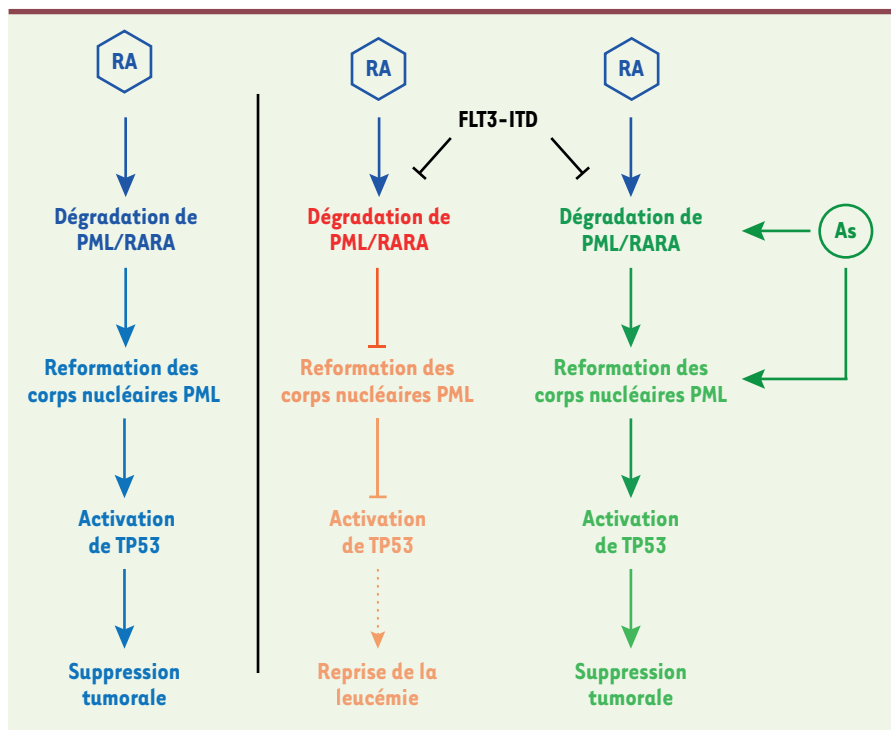 RA
Dégradation de
PML/RARA
Reformation des
corps nucléaires PML
Activation
de TP53
Suppression
tumorale
RA
FLT3-ITD
Dégradation de
PML/RARA
Reformation des
corps nucléaires PML
Activation
de TP53
Reprise de la
leucémie
RA
Dégradation de
PML/RARA
As
Reformation des
corps nucléaires PML
Activation
de TP53
Suppression
tumorale